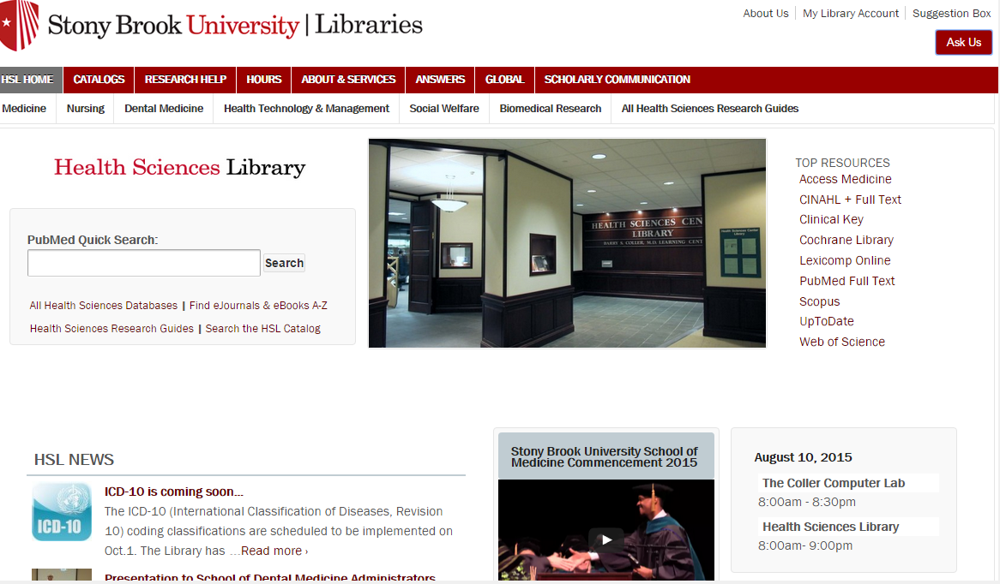 Stony Brook University | Libraries
About Us | My Library Account | Suggestion Box
Ask Us
HSL HOME CATALOGS RESEARCH HELP HOURS ABOUT & SERVICES ANSWERS GLOBAL SCHOLARLY COMMUNICATION
Medicine Nursing Dental Medicine Health Technology & Management Social Welfare Biomedical Research All Health Sciences Research Guides
Health Sciences Library
PubMed Quick Search:
Search
All Health Sciences Databases | Find eJournals & eBooks A-Z
Health Sciences Research Guides | Search the HSL Catalog
HEALTH SCIENCES CEN
LIBRARY
HARRY S. COLLER, M.D. LEARNING CENT
Health Sciences Center
Library
TOP RESOURCES
Access Medicine
CINAHL + Full Text
Clinical Key
Cochrane Library
Lexicomp Online
PubMed Full Text
Scopus
UpToDate
Web of Science
HSL NEWS
ICD-10
ICD-10 is coming soon...
The ICD-10 (International Classification of Diseases, Revision
10) coding classifications are scheduled to be implemented on
Oct.1. The Library has …Read more ›
Presentation to School of Dental Medicine Administrators
Stony Brook University School of
Medicine Commencement 2015
August 10, 2015
The Coller Computer Lab
8:00am - 8:30pm
Health Sciences Library
8:00am- 9:00pm